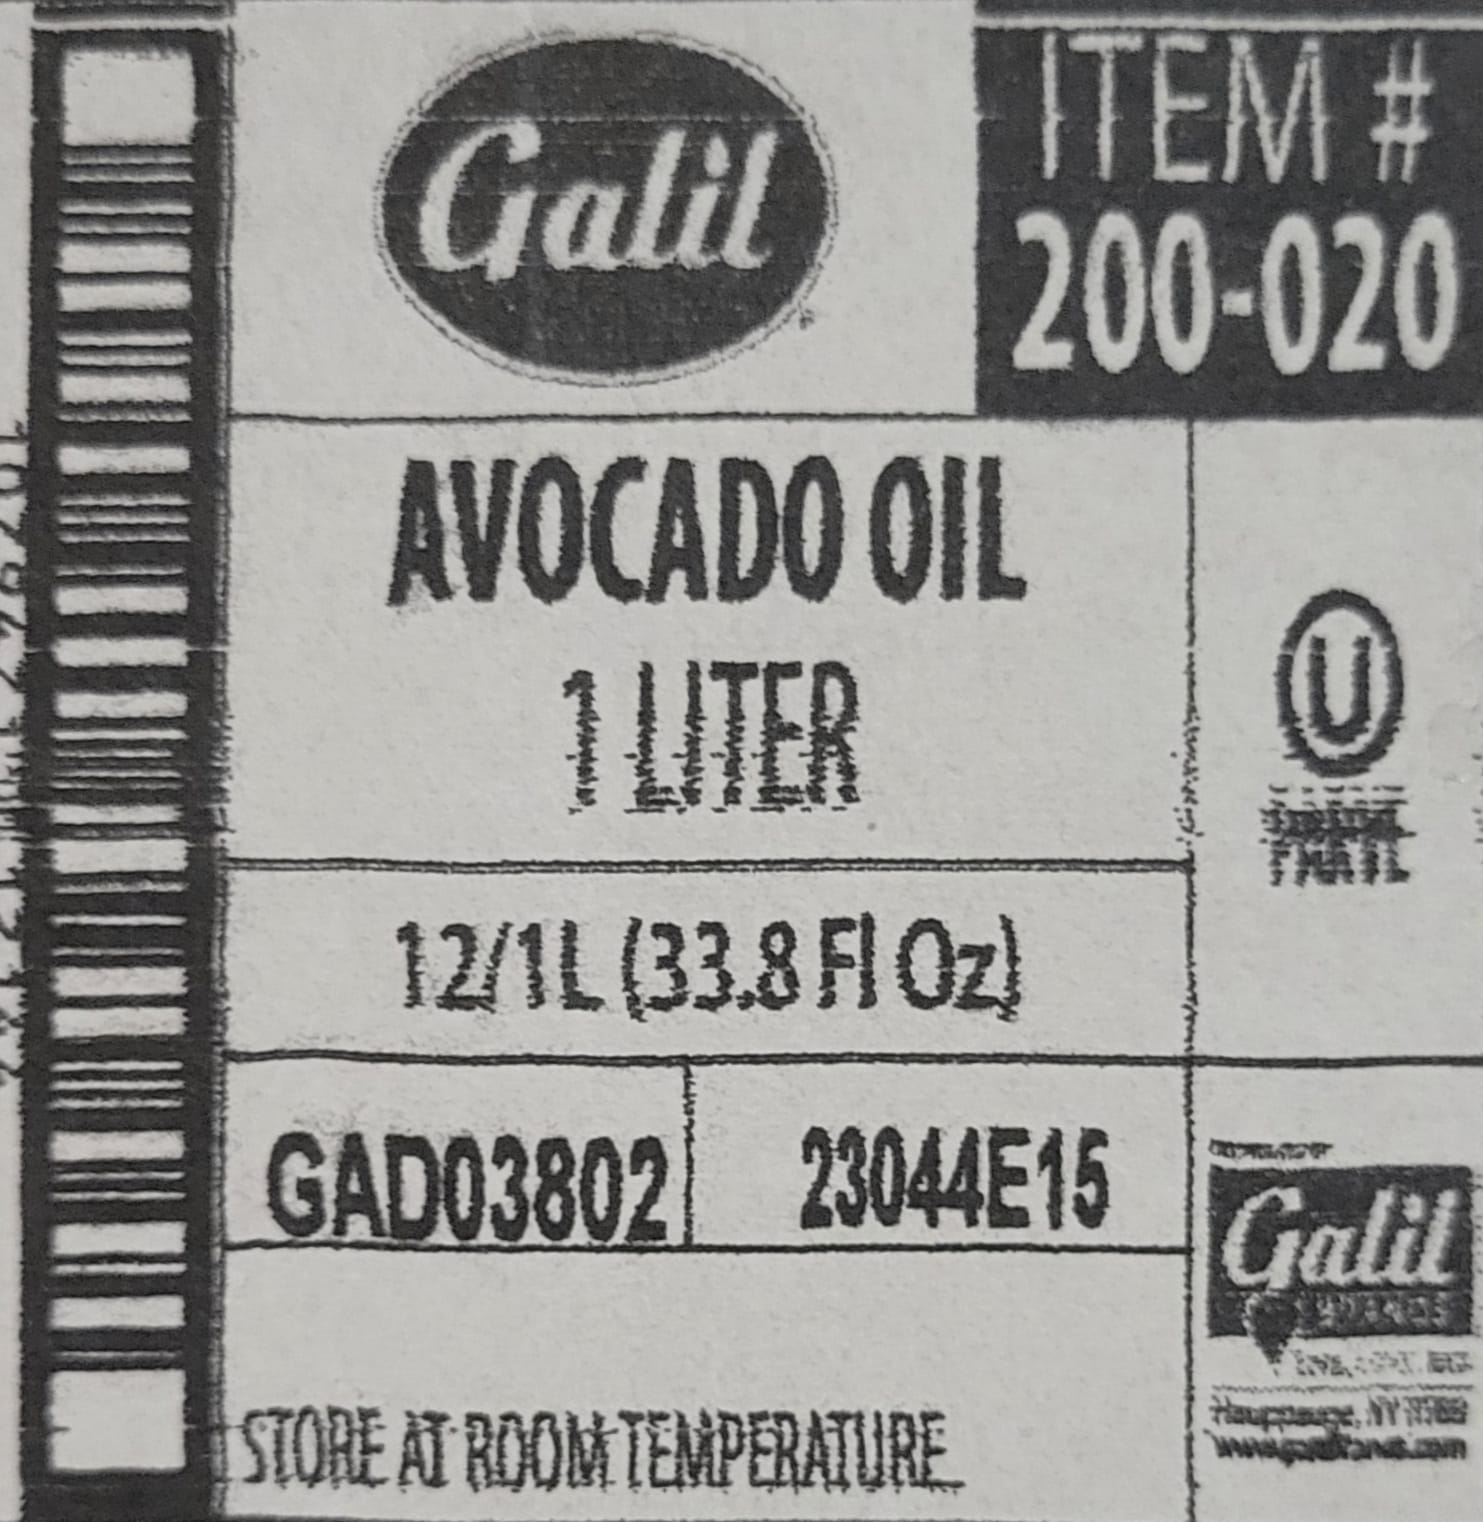 Galil
ITEM #
200-020
AVOCADO OIL
1 LITER
U
12/1L (33.8 Fl Oz)
GAD03802
23044E15
Galil
Hauppauge, NY
STORE AT ROOM TEMPERATURE